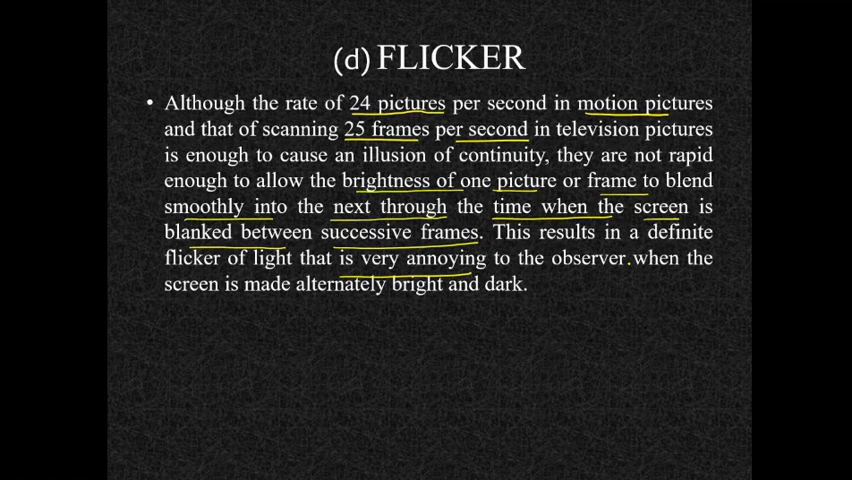 (d) FLICKER
• Although the rate of 24 pictures per second in motion pictures
and that of scanning 25 frames per second in television pictures
is enough to cause an illusion of continuity, they are not rapid
enough to allow the brightness of one picture or frame to blend
smoothly into the next through the time when the screen is
blanked between successive frames. This results in a definite
flicker of light that is very annoying to the observer when the
screen is made alternately bright and dark.